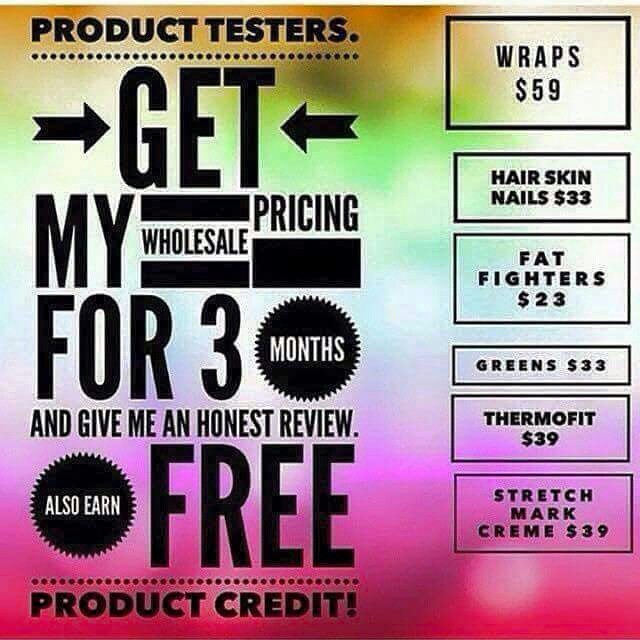 PRODUCT TESTERS.
GET
MY WHOLESALE PRICING
FOR 3 MONTHS
AND GIVE ME AN HONEST REVIEW.
ALSO EARN FREE
PRODUCT CREDIT!
WRAPS
$59
HAIR SKIN
NAILS $33
FAT
FIGHTERS
$23
GREENS $33
THERMOFIT
$39
STRETCH
MARK
CREME $39